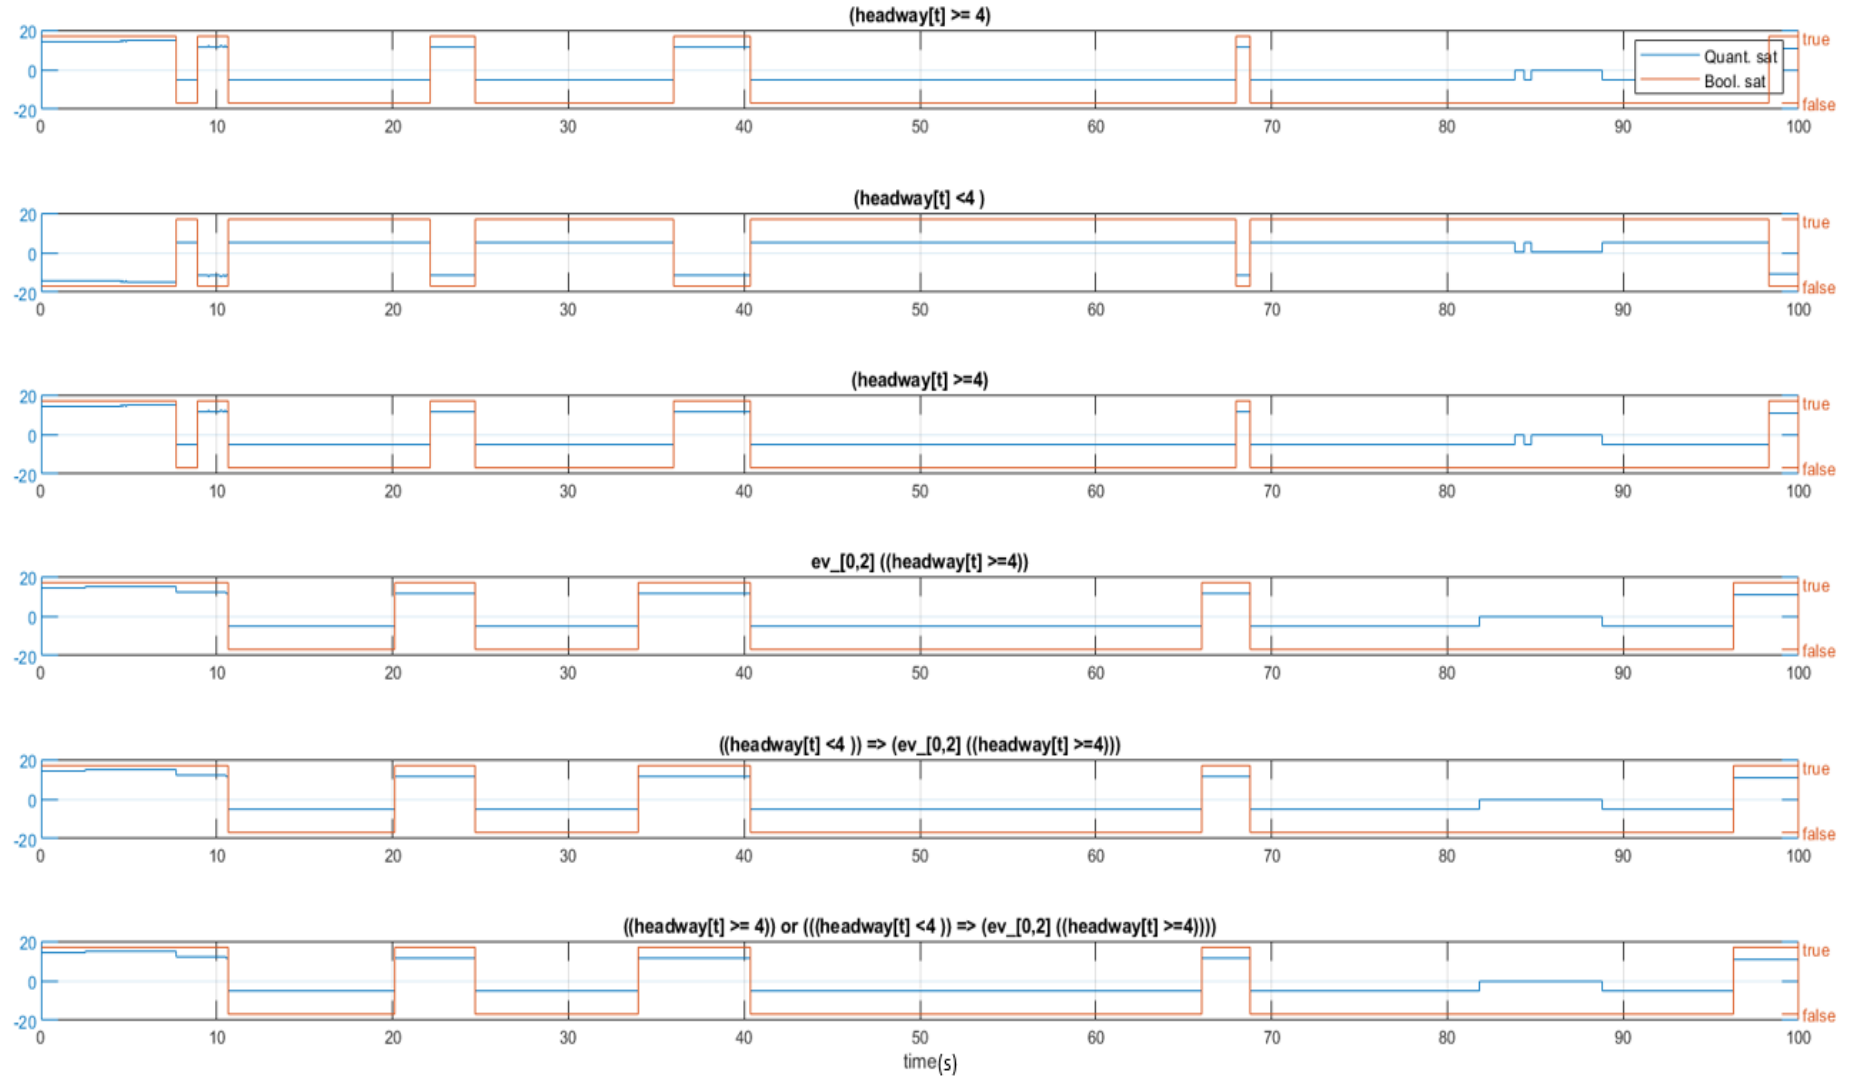 (headway[t] >= 4)
20
0
-20
true
false
Quant. sat
Bool. sat
0 10 20 30 40 50 60 70 80 90 100
(headway[t] <4 )
20
0
-20
true
false
0 10 20 30 40 50 60 70 80 90 100
(headway[t] >=4)
20
0
-20
true
false
0 10 20 30 40 50 60 70 80 90 100
ev_[0,2] ((headway[t] >=4))
20
0
-20
true
false
0 10 20 30 40 50 60 70 80 90 100
((headway[t] <4 )) => (ev_[0,2] ((headway[t] >=4)))
20
0
-20
true
false
0 10 20 30 40 50 60 70 80 90 100
((headway[t] >= 4)) or (((headway[t] <4 )) => (ev_[0,2] ((headway[t] >=4))))
20
0
-20
true
false
0 10 20 30 40 50 60 70 80 90 100
time(s)